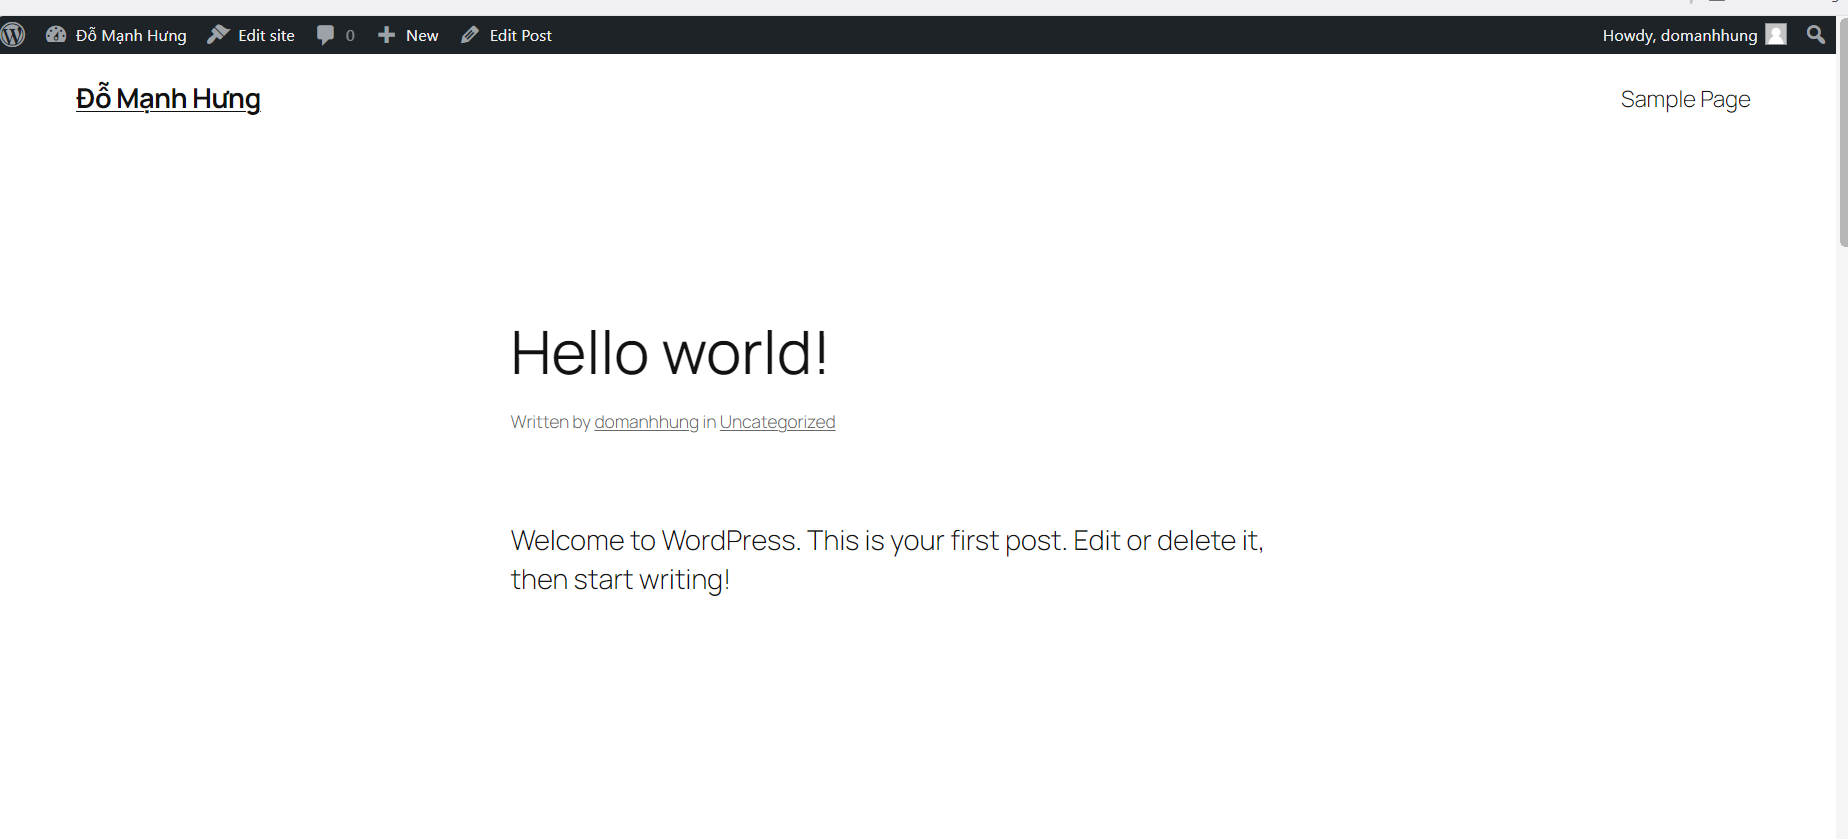 Đỗ Mạnh Hưng Edit site 0 New Edit Post Howdy, domanhhung
Đỗ Mạnh Hưng Sample Page
Hello world!
Written by domanhhung in Uncategorized
Welcome to WordPress. This is your first post. Edit or delete it,
then start writing!